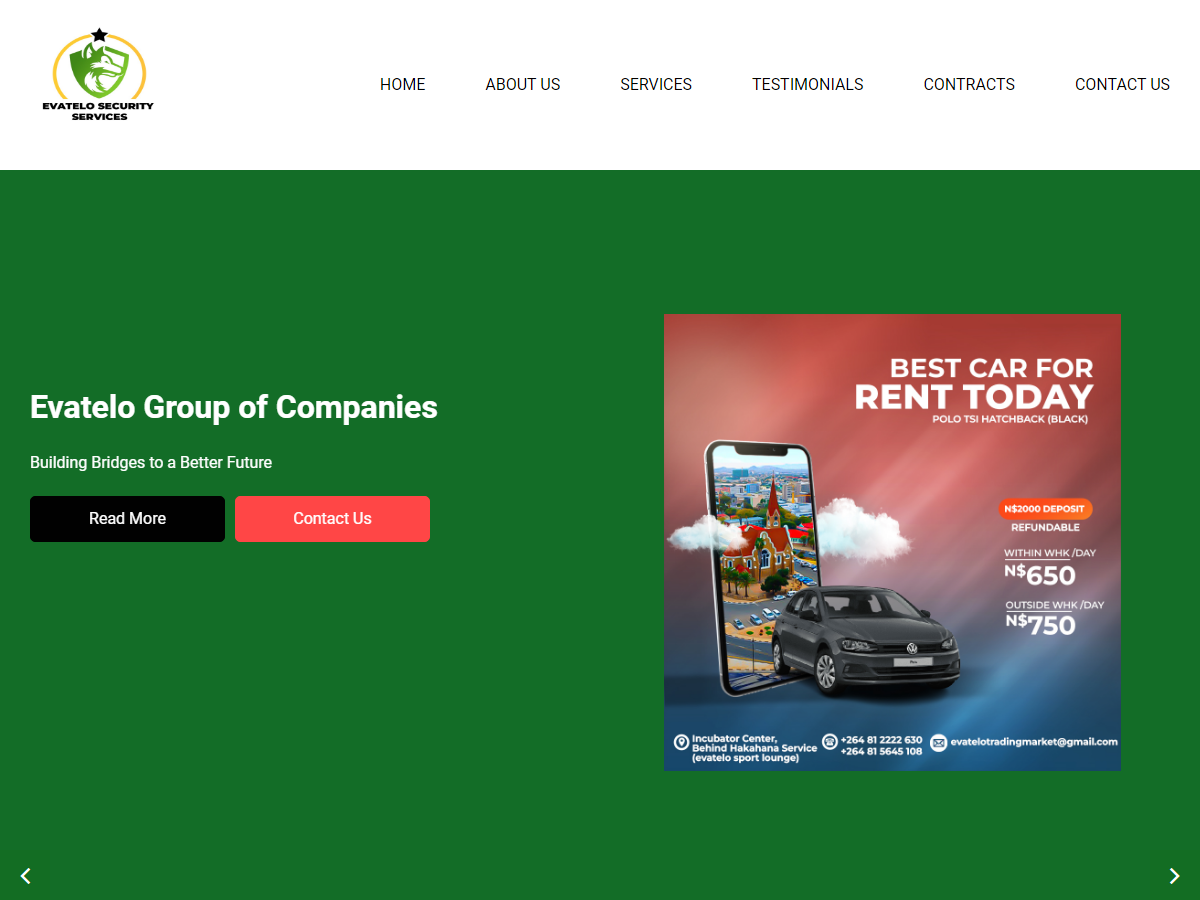 EVATELO SECURITY
SERVICES
HOME
ABOUT US
SERVICES
TESTIMONIALS
CONTRACTS
CONTACT US
Evatelo Group of Companies
Building Bridges to a Better Future
Read More
Contact Us
BEST CAR FOR
RENT TODAY
POLO TSI HATCHBACK (BLACK)
N$2000 DEPOSIT
REFUNDABLE
WITHIN WHK /DAY
N$650
OUTSIDE WHK /DAY
N$750
Incubator Center,
Behind Hakahana Service
(evatelo sport lounge)
+264 81 2222 630
+264 81 5645 108
evatelotradingmarket@gmail.com